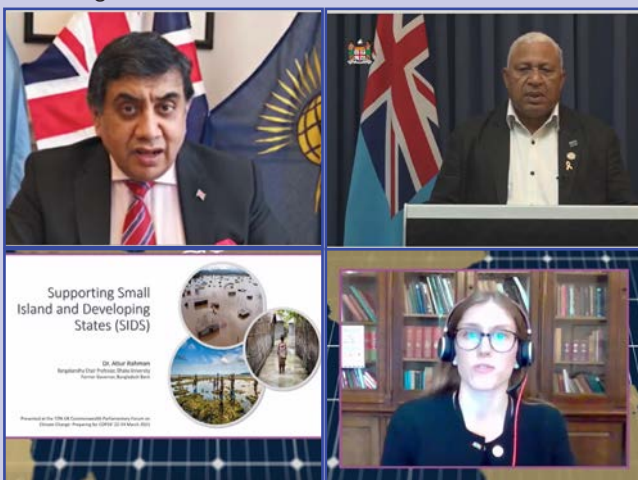 Supporting Small
Island and Developing
States (SIDS)
Dr. Atiur Rahman
Bangabandhu Chair Professor, Dhaka University
Former Governor, Bangladesh Bank
Presented at the CPA UK Commonwealth Parliamentary Forum on
Climate Change: Preparing for COP26' 22-24 March 2021